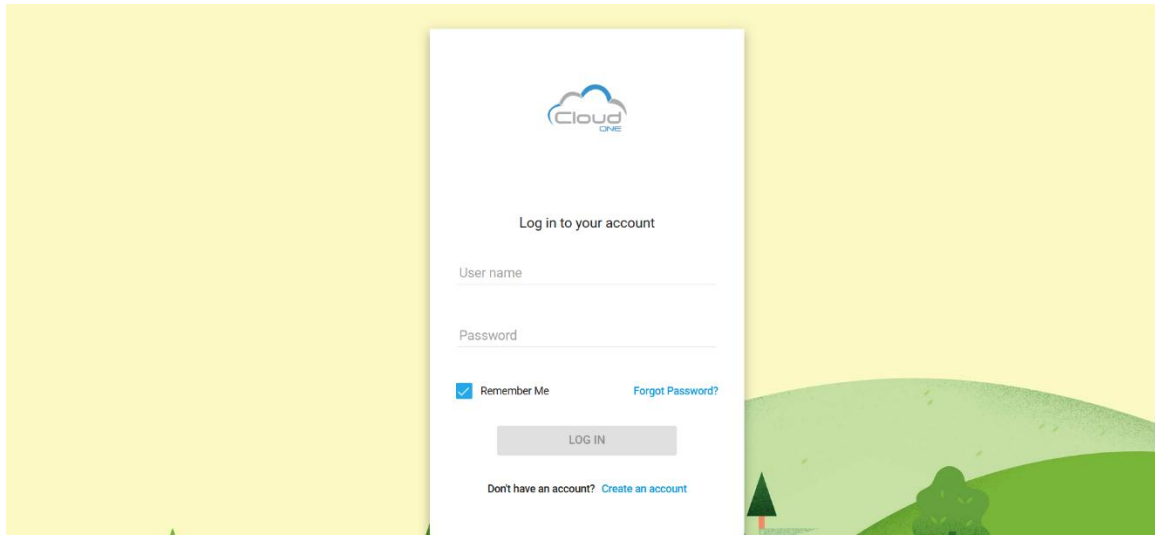 Cloud
ONE
Log in to your account
User name
Password
Remember Me Forgot Password?
LOG IN
Don't have an account? Create an account